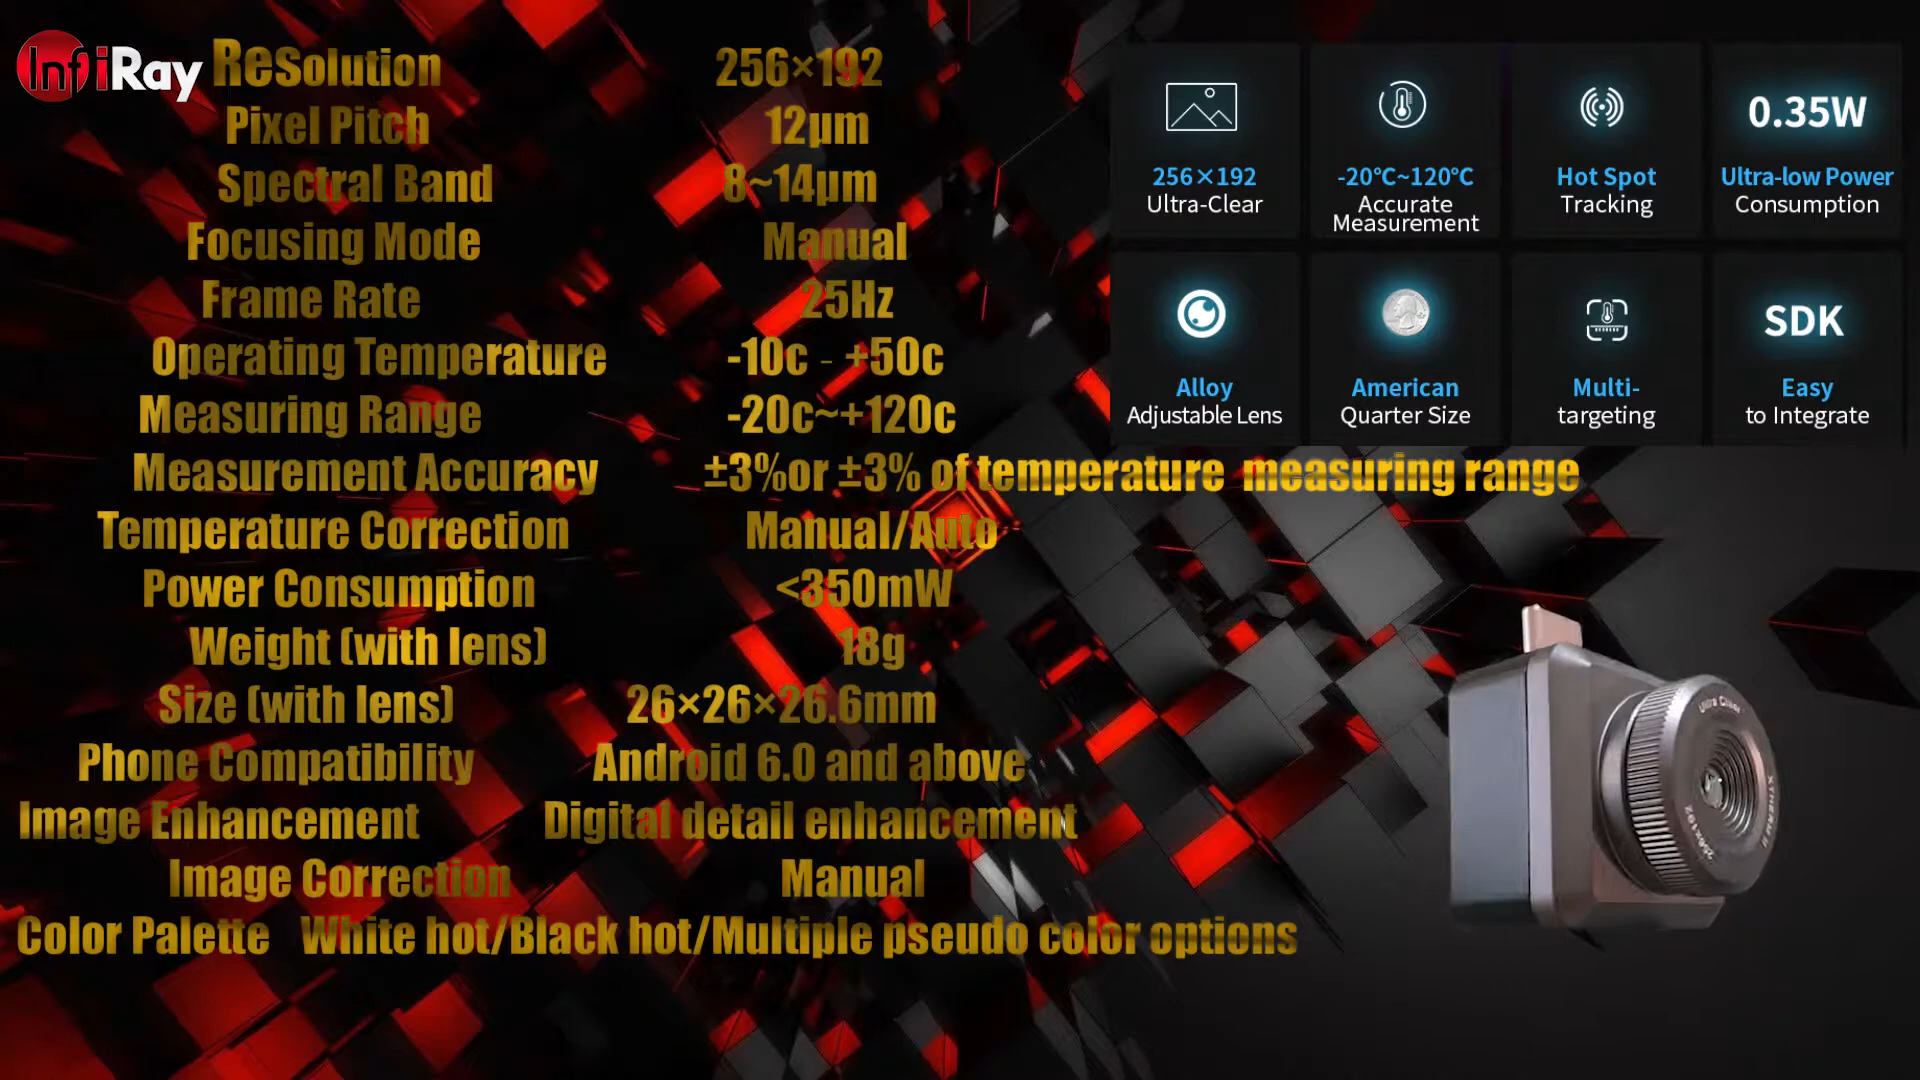 InfiRay
Resolution 256×192
Pixel Pitch 12µm
Spectral Band 8~14µm
Focusing Mode Manual
Frame Rate 25Hz
Operating Temperature -10c - +50c
Measuring Range -20c~+120c
Measurement Accuracy ±3%or ±3% of temperature measuring range
Temperature Correction Manual/Auto
Power Consumption <350mW
Weight (with lens) 18g
Size (with lens) 26×26×26.6mm
Phone Compatibility Android 6.0 and above
Image Enhancement Digital detail enhancement
Image Correction Manual
Color Palette White hot/Black hot/Multiple pseudo color options
256×192
Ultra-Clear
-20°C~120°C
Accurate
Measurement
Hot Spot
Tracking
0.35W
Ultra-low Power
Consumption
Alloy
Adjustable Lens
American
Quarter Size
Multi-
targeting
SDK
Easy
to Integrate
Ultra Clear
256×192